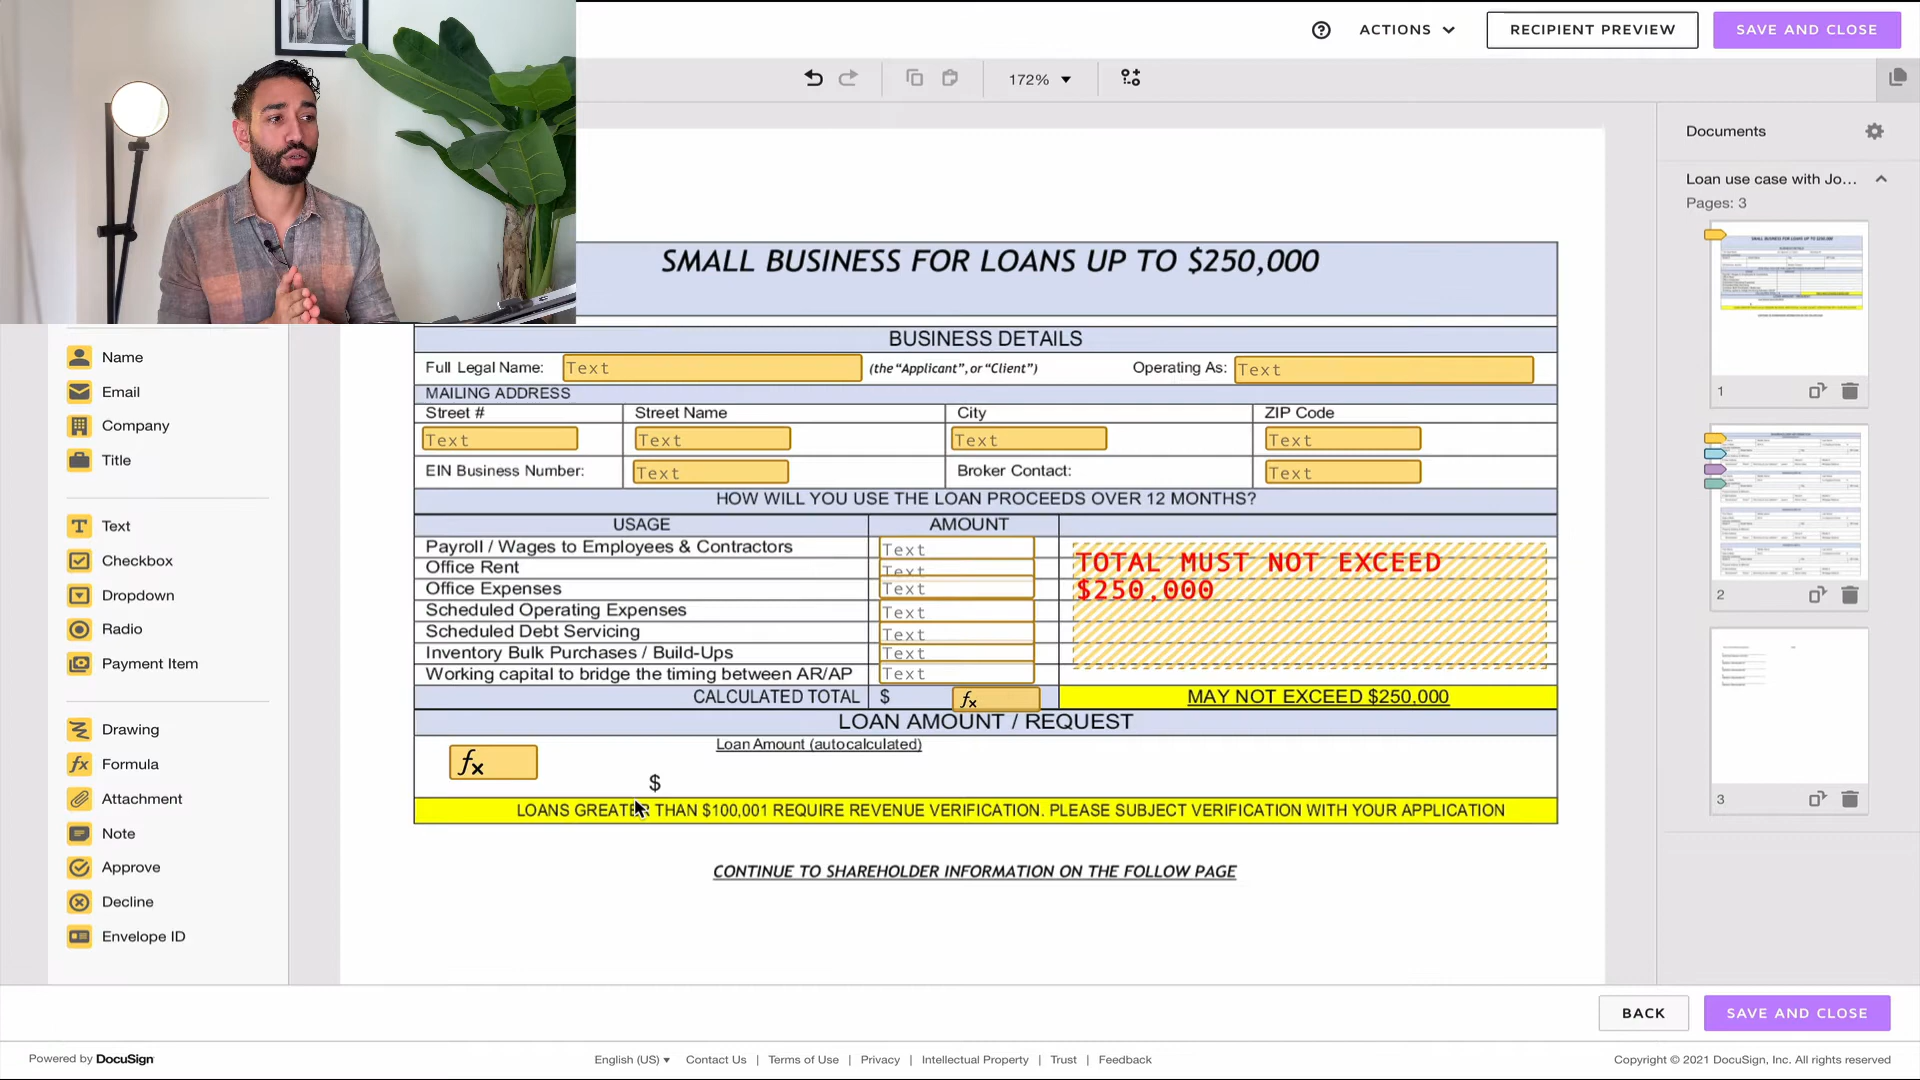 ACTIONS
RECIPIENT PREVIEW
SAVE AND CLOSE
172%
Documents
Loan use case with Jo...
Pages: 3
SMALL BUSINESS FOR LOANS UP TO $250,000
1
2
3
BUSINESS DETAILS
Full Legal Name: Text (the "Applicant", or "Client") Operating As: Text
MAILING ADDRESS
Street # Street Name City ZIP Code
Text Text Text Text
EIN Business Number: Text Broker Contact: Text
HOW WILL YOU USE THE LOAN PROCEEDS OVER 12 MONTHS?
USAGE AMOUNT
Payroll / Wages to Employees & Contractors Text
Office Rent Text
Office Expenses Text
Scheduled Operating Expenses Text
Scheduled Debt Servicing Text
Inventory Bulk Purchases / Build-Ups Text
Working capital to bridge the timing between AR/AP Text
TOTAL MUST NOT EXCEED
$250,000
CALCULATED TOTAL $ fx MAY NOT EXCEED $250,000
LOAN AMOUNT / REQUEST
Loan Amount (autocalculated)
fx
$
LOANS GREATER THAN $100,001 REQUIRE REVENUE VERIFICATION. PLEASE SUBJECT VERIFICATION WITH YOUR APPLICATION
CONTINUE TO SHAREHOLDER INFORMATION ON THE FOLLOW PAGE
Name
Email
Company
Title
Text
Checkbox
Dropdown
Radio
Payment Item
Drawing
Formula
Attachment
Note
Approve
Decline
Envelope ID
BACK
SAVE AND CLOSE
Powered by DocuSign
English (US) Contact Us | Terms of Use | Privacy | Intellectual Property | Trust | Feedback
Copyright © 2021 DocuSign, Inc. All rights reserved